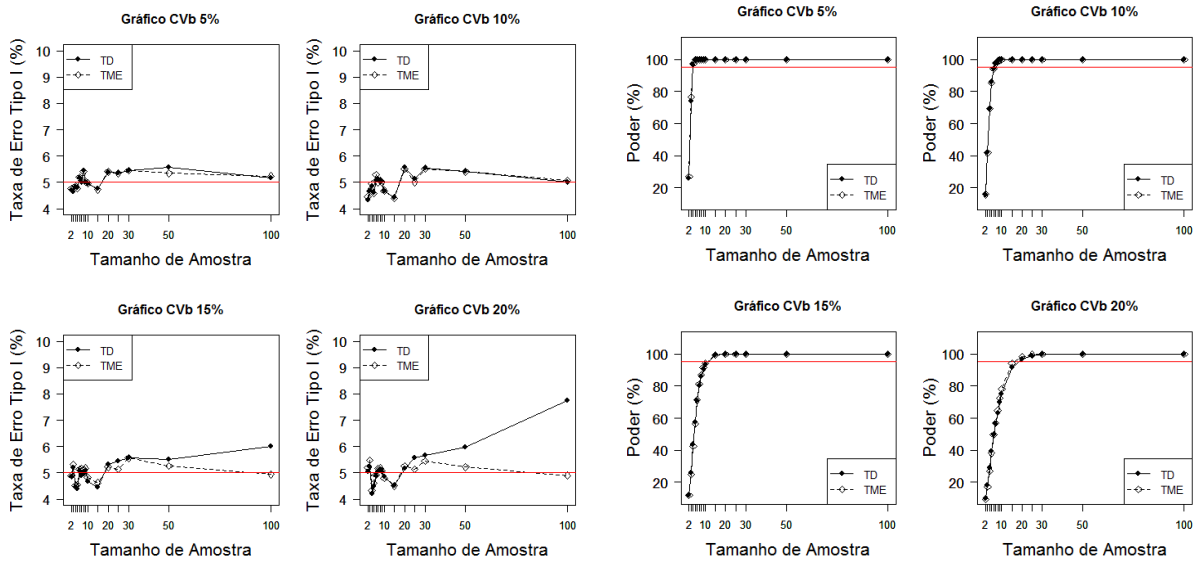 Gráfico CVb 5%
Taxa de Erro Tipo I (%)
10
9
8
7
6
5
4
TD
TME
2 10 20 30 50 100
Tamanho de Amostra
Gráfico CVb 10%
Taxa de Erro Tipo I (%)
10
9
8
7
6
5
4
TD
TME
2 10 20 30 50 100
Tamanho de Amostra
Gráfico CVb 5%
Poder (%)
100
80
60
40
20
TD
TME
2 10 20 30 50 100
Tamanho de Amostra
Gráfico CVb 10%
Poder (%)
100
80
60
40
20
TD
TME
2 10 20 30 50 100
Tamanho de Amostra
Gráfico CVb 15%
Taxa de Erro Tipo I (%)
10
9
8
7
6
5
4
TD
TME
2 10 20 30 50 100
Tamanho de Amostra
Gráfico CVb 20%
Taxa de Erro Tipo I (%)
10
9
8
7
6
5
4
TD
TME
2 10 20 30 50 100
Tamanho de Amostra
Gráfico CVb 15%
Poder (%)
100
80
60
40
20
TD
TME
2 10 20 30 50 100
Tamanho de Amostra
Gráfico CVb 20%
Poder (%)
100
80
60
40
20
TD
TME
2 10 20 30 50 100
Tamanho de Amostra